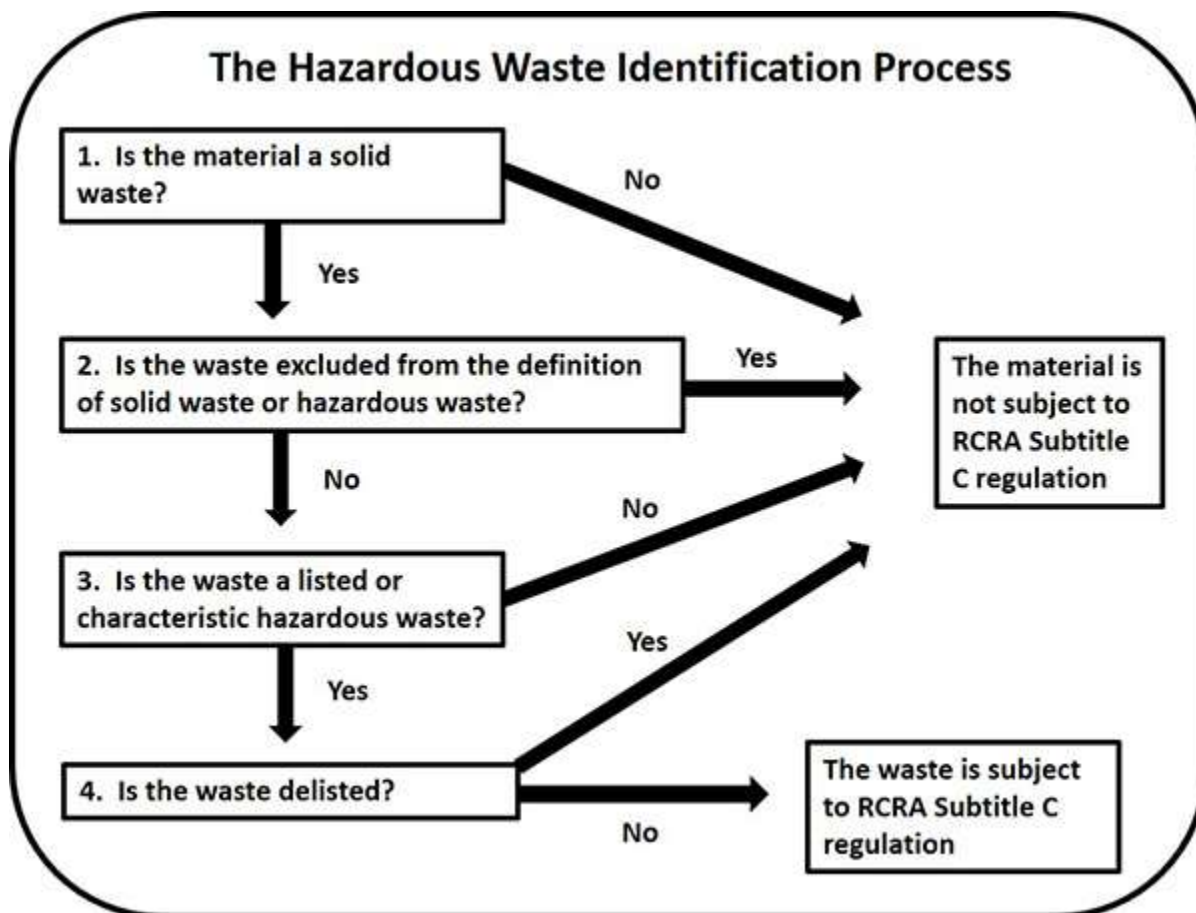 The Hazardous Waste Identification Process
1. Is the material a solid
waste?
No
Yes
2. Is the waste excluded from the definition
of solid waste or hazardous waste?
Yes
The material is
not subject to
RCRA Subtitle
C regulation
No
No
3. Is the waste a listed or
characteristic hazardous waste?
Yes
Yes
4. Is the waste delisted?
No
The waste is subject
to RCRA Subtitle C
regulation